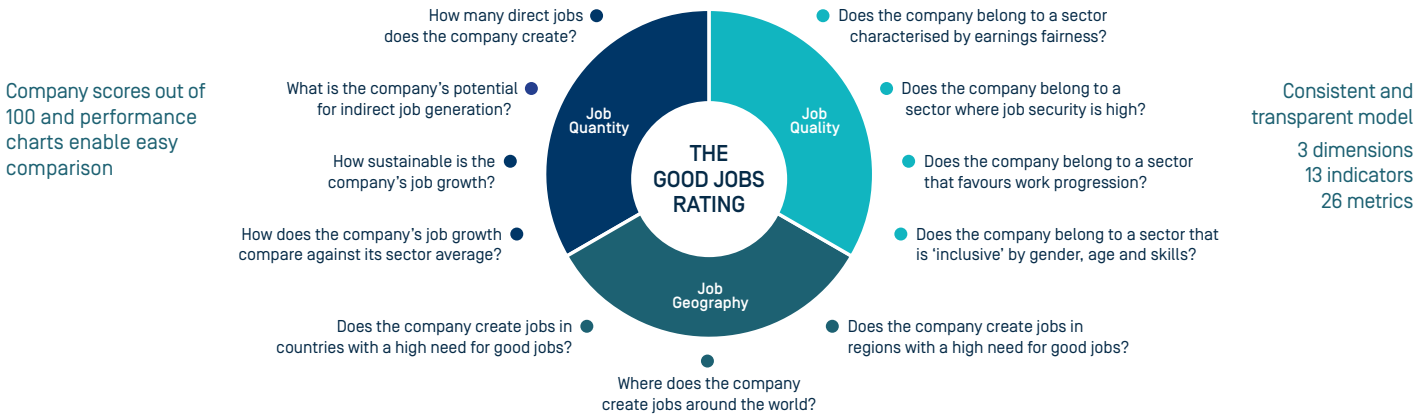 Company scores out of
100 and performance
charts enable easy
comparison
How many direct jobs
does the company create?
What is the company’s potential
for indirect job generation?
How sustainable is the
company’s job growth?
How does the company’s job growth
compare against its sector average?
Job
Quantity
THE
GOOD JOBS
RATING
Job
Quality
Job
Geography
Does the company belong to a sector
characterised by earnings fairness?
Does the company belong to a
sector where job security is high?
Does the company belong to a sector
that favours work progression?
Does the company belong to a sector that
is ‘inclusive’ by gender, age and skills?
Does the company create jobs in
countries with a high need for good jobs?
Where does the company
create jobs around the world?
Does the company create jobs in
regions with a high need for good jobs?
Consistent and
transparent model
3 dimensions
13 indicators
26 metrics